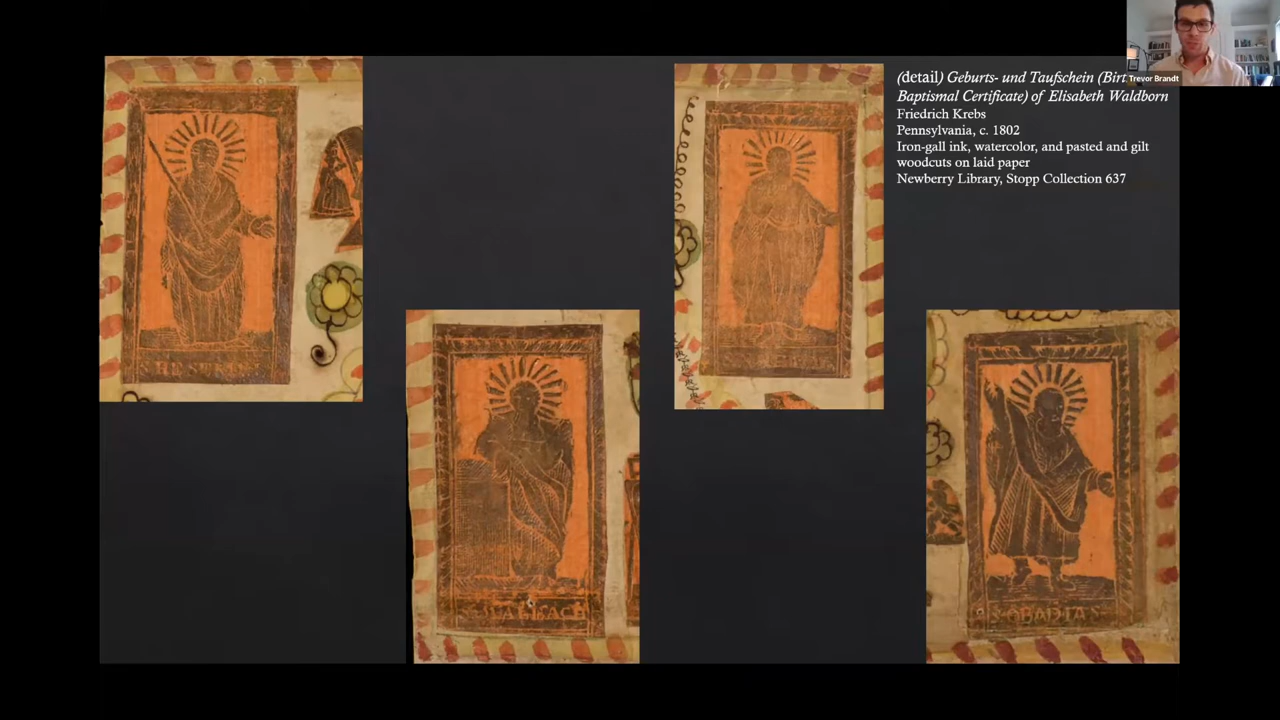 (detail) Geburts- und Taufschein (Birt
Baptismal Certificate) of Elisabeth Waldborn
Friedrich Krebs
Pennsylvania, c. 1802
Iron-gall ink, watercolor, and pasted and gilt
woodcuts on laid paper
Newberry Library, Stopp Collection 637
Trevor Brandt
S OBADIAS